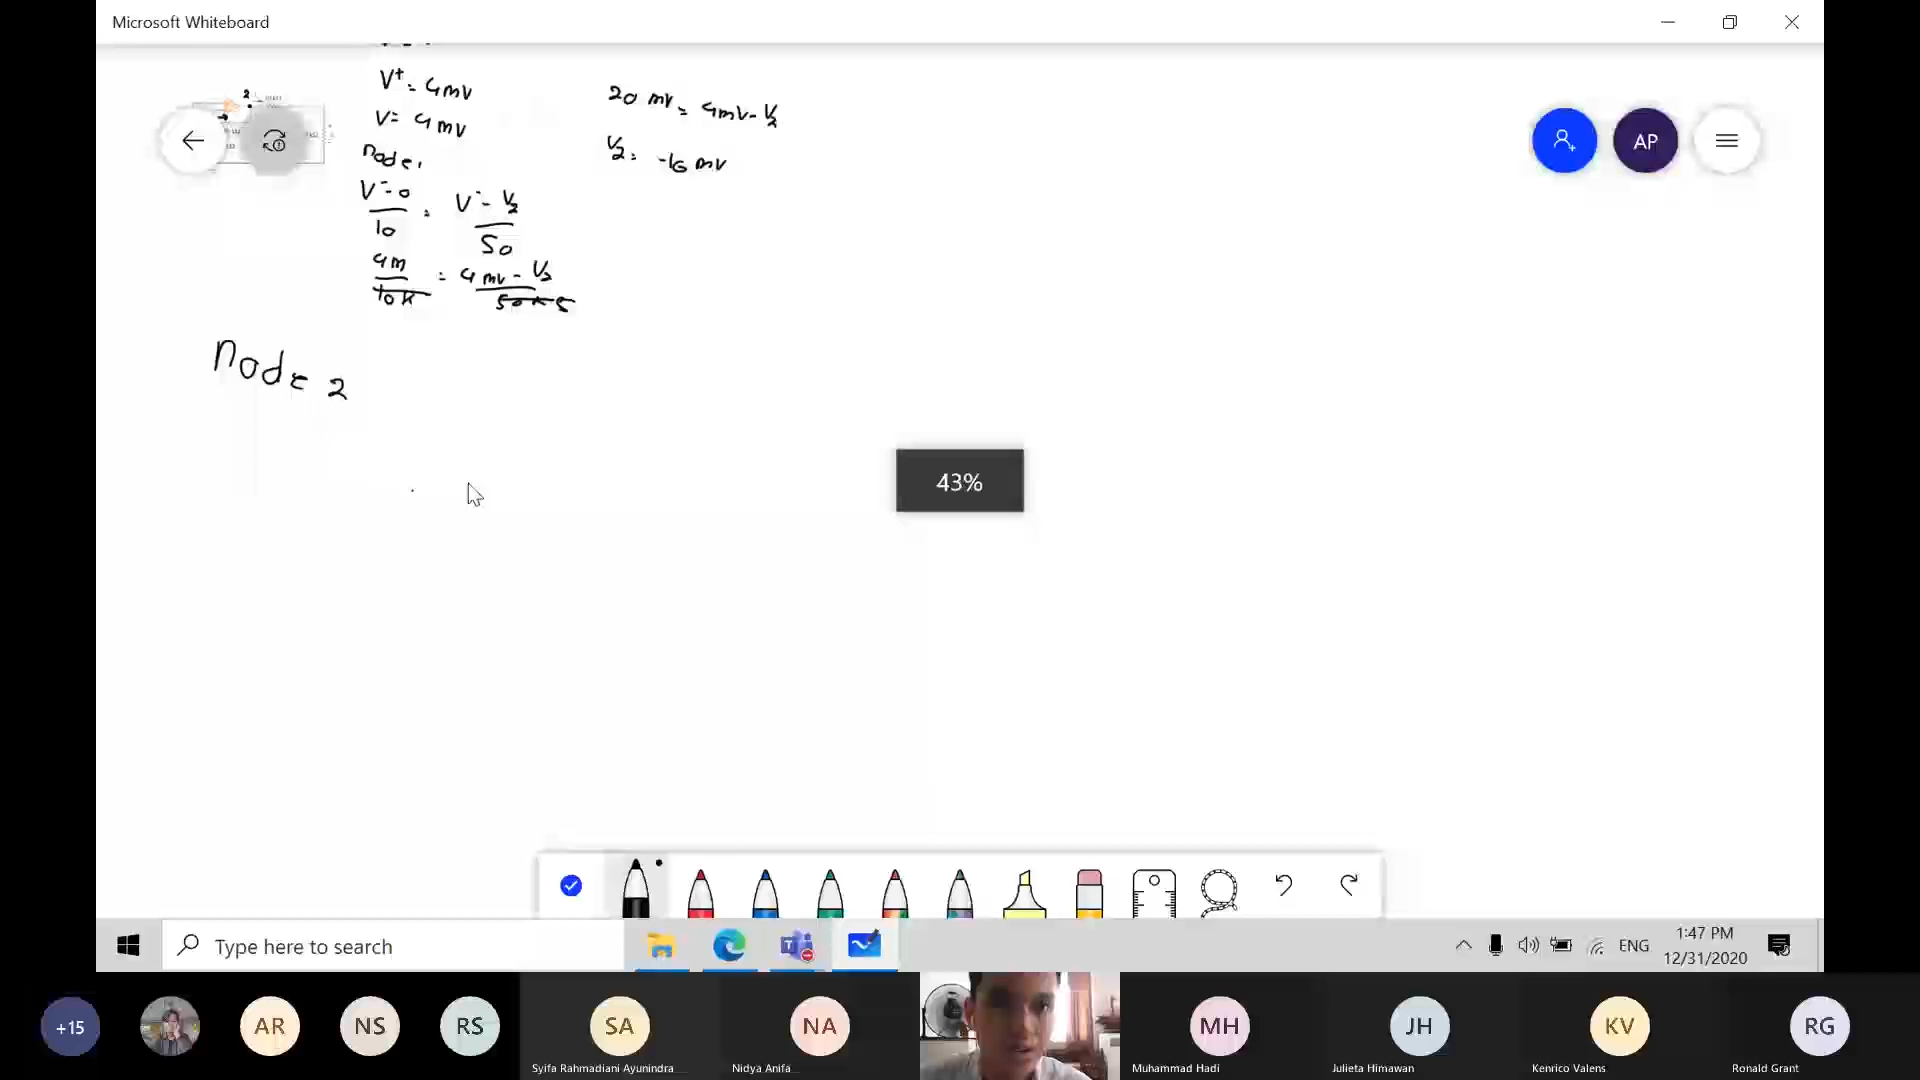 Microsoft Whiteboard
2
V⁺= 4mv
V⁻= 4mv
20 mv = 4mv - V₂
V₂ = -16 mv
node 1
V⁻-0 / 10 = V⁻- V₂ / 50
4m / 10k = 4mv - V₂ / 50k 5
node 2
AP
43%
Type here to search
ENG
1:47 PM
12/31/2020
+15
AR
NS
RS
SA
NA
MH
JH
KV
RG
Syifa Rahmadiani Ayunindra ...
Nidya Anifa...
Muhammad Hadi
Julieta Himawan
Kenrico Valens
Ronald Grant